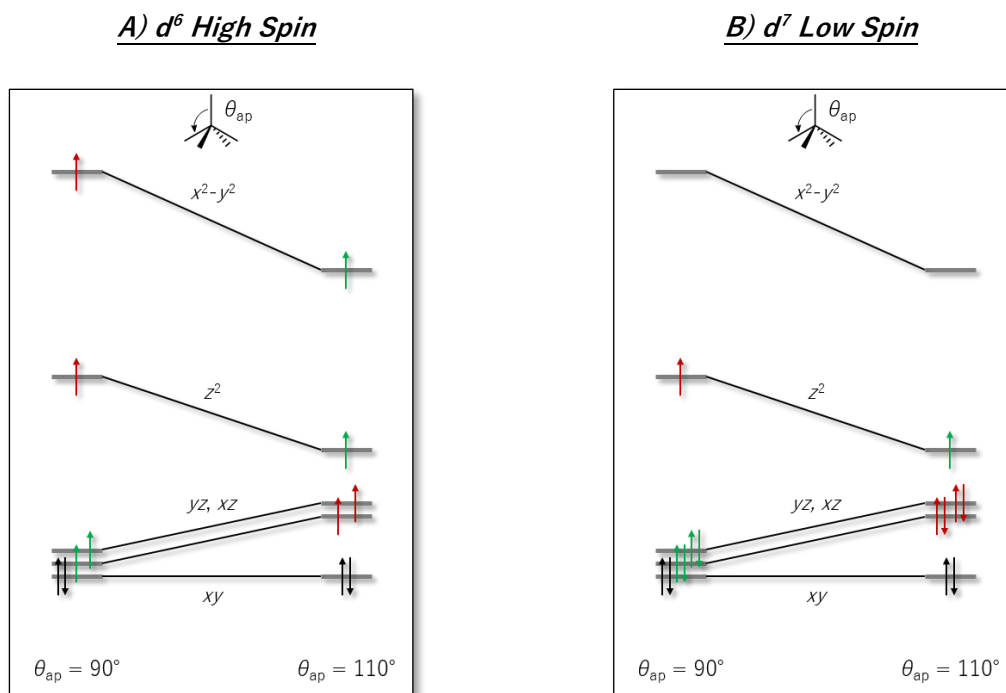 A) d⁶ High Spin
θap
x²-y²
z²
yz, xz
xy
θap = 90°
θap = 110°
B) d⁷ Low Spin
θap
x²-y²
z²
yz, xz
xy
θap = 90°
θap = 110°